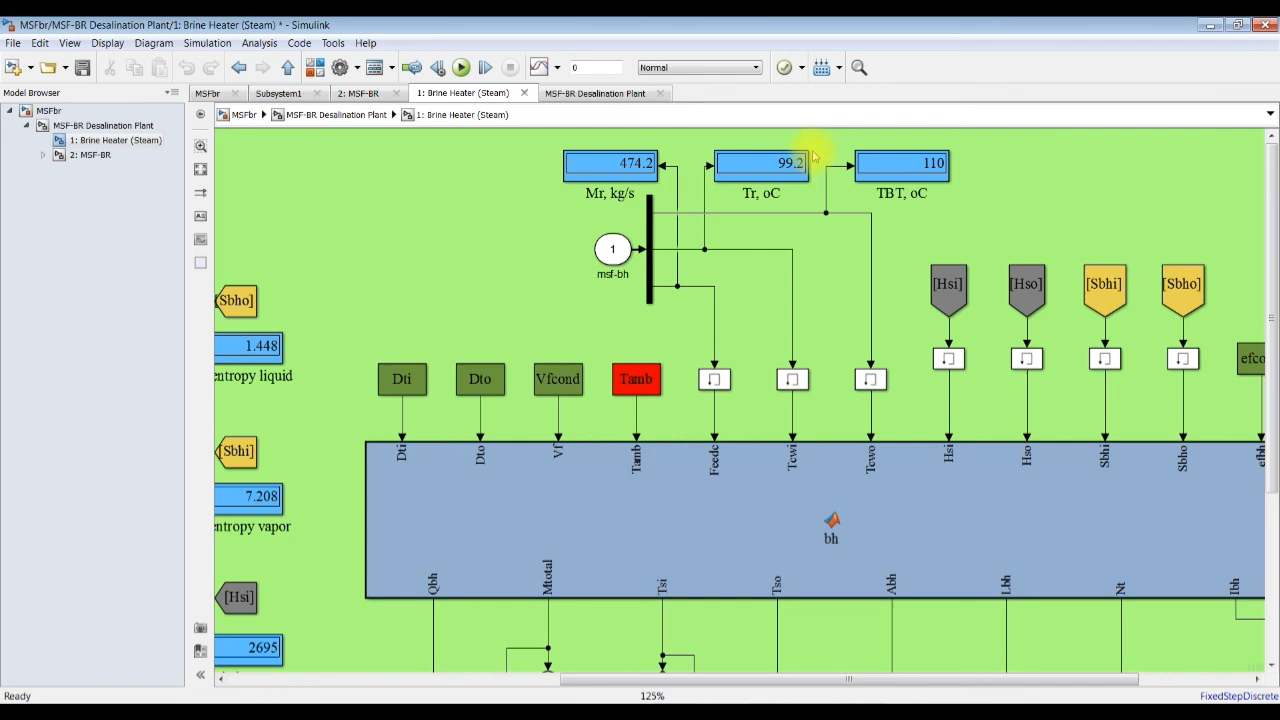 MSFbr/MSF-BR Desalination Plant/1: Brine Heater (Steam) * - Simulink
File Edit View Display Diagram Simulation Analysis Code Tools Help
0
Normal
Model Browser
MSFbr
Subsystem1
2: MSF-BR
1: Brine Heater (Steam)
MSF-BR Desalination Plant
MSFbr
MSF-BR Desalination Plant
1: Brine Heater (Steam)
2: MSF-BR
MSFbr MSF-BR Desalination Plant 1: Brine Heater (Steam)
474.2 99.2 110
Mr, kg/s Tr, oC TBT, oC
1
msf-bh
[Hsi] [Hso] [Sbhi] [Sbho]
[Sbho]
1.448
entropy liquid
Dti Dto Vfcond Tamb
efco
Dti Dto Vf Tamb Feedc Tcwi Tcwo Hsi Hso Sbhi Sbho efbh
[Sbhi]
7.208
entropy vapor
bh
Qbh Mtotal Tsi Tso Abh Lbh Nt Ibh
[Hsi]
2695
Ready
125%
FixedStepDiscrete